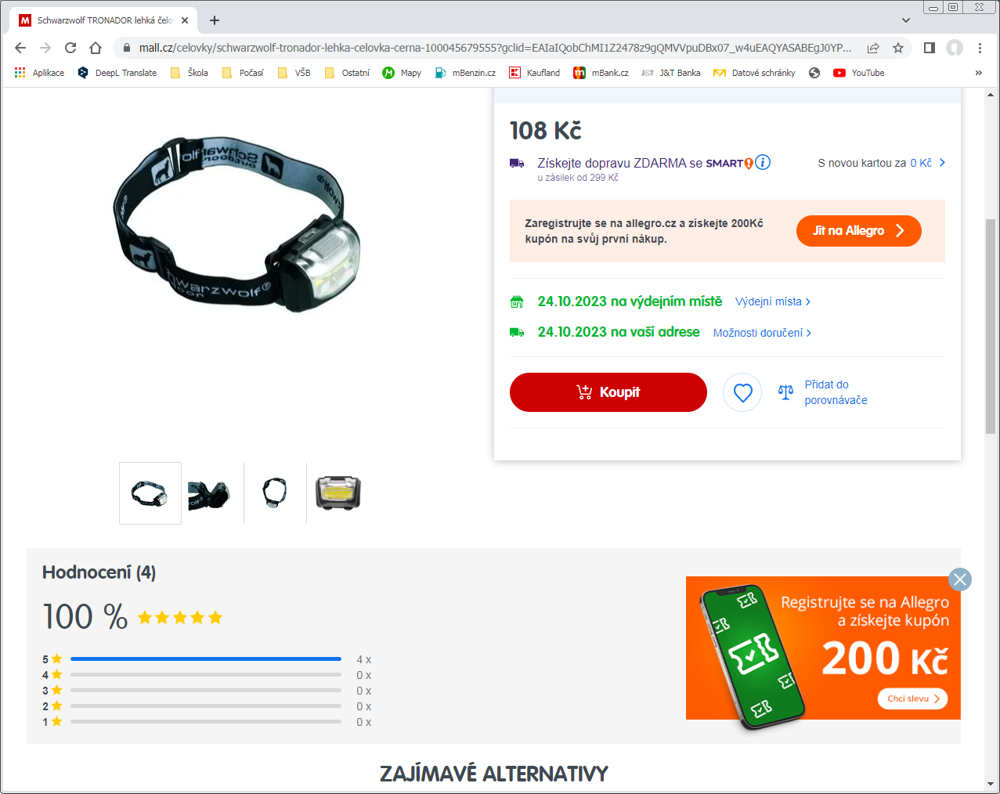 Schwarzwolf TRONADOR lehká čelo
mall.cz/celovky/schwarzwolf-tronador-lehka-celovka-cerna-100045679555?gclid=EAIaIQobChMI1Z2478z9gQMVVpuDBx07_w4uEAQYASABEgJ0YP...
Aplikace
DeepL Translate
Škola
Počasí
VŠB
Ostatní
Mapy
mBenzin.cz
Kaufland
mBank.cz
J&T Banka
Datové schránky
YouTube
108 Kč
Získejte dopravu ZDARMA se SMART!
u zásilek od 299 Kč
S novou kartou za 0 Kč
Zaregistrujte se na allegro.cz a získejte 200Kč
kupón na svůj první nákup.
Jít na Allegro
24.10.2023 na výdejním místě
Výdejní místa
24.10.2023 na vaší adrese
Možnosti doručení
Koupit
Přidat do
porovnávače
Hodnocení (4)
100 %
5 4 x
4 0 x
3 0 x
2 0 x
1 0 x
Registrujte se na Allegro
a získejte kupón
200 Kč
Chci slevu
ZAJÍMAVÉ ALTERNATIVY